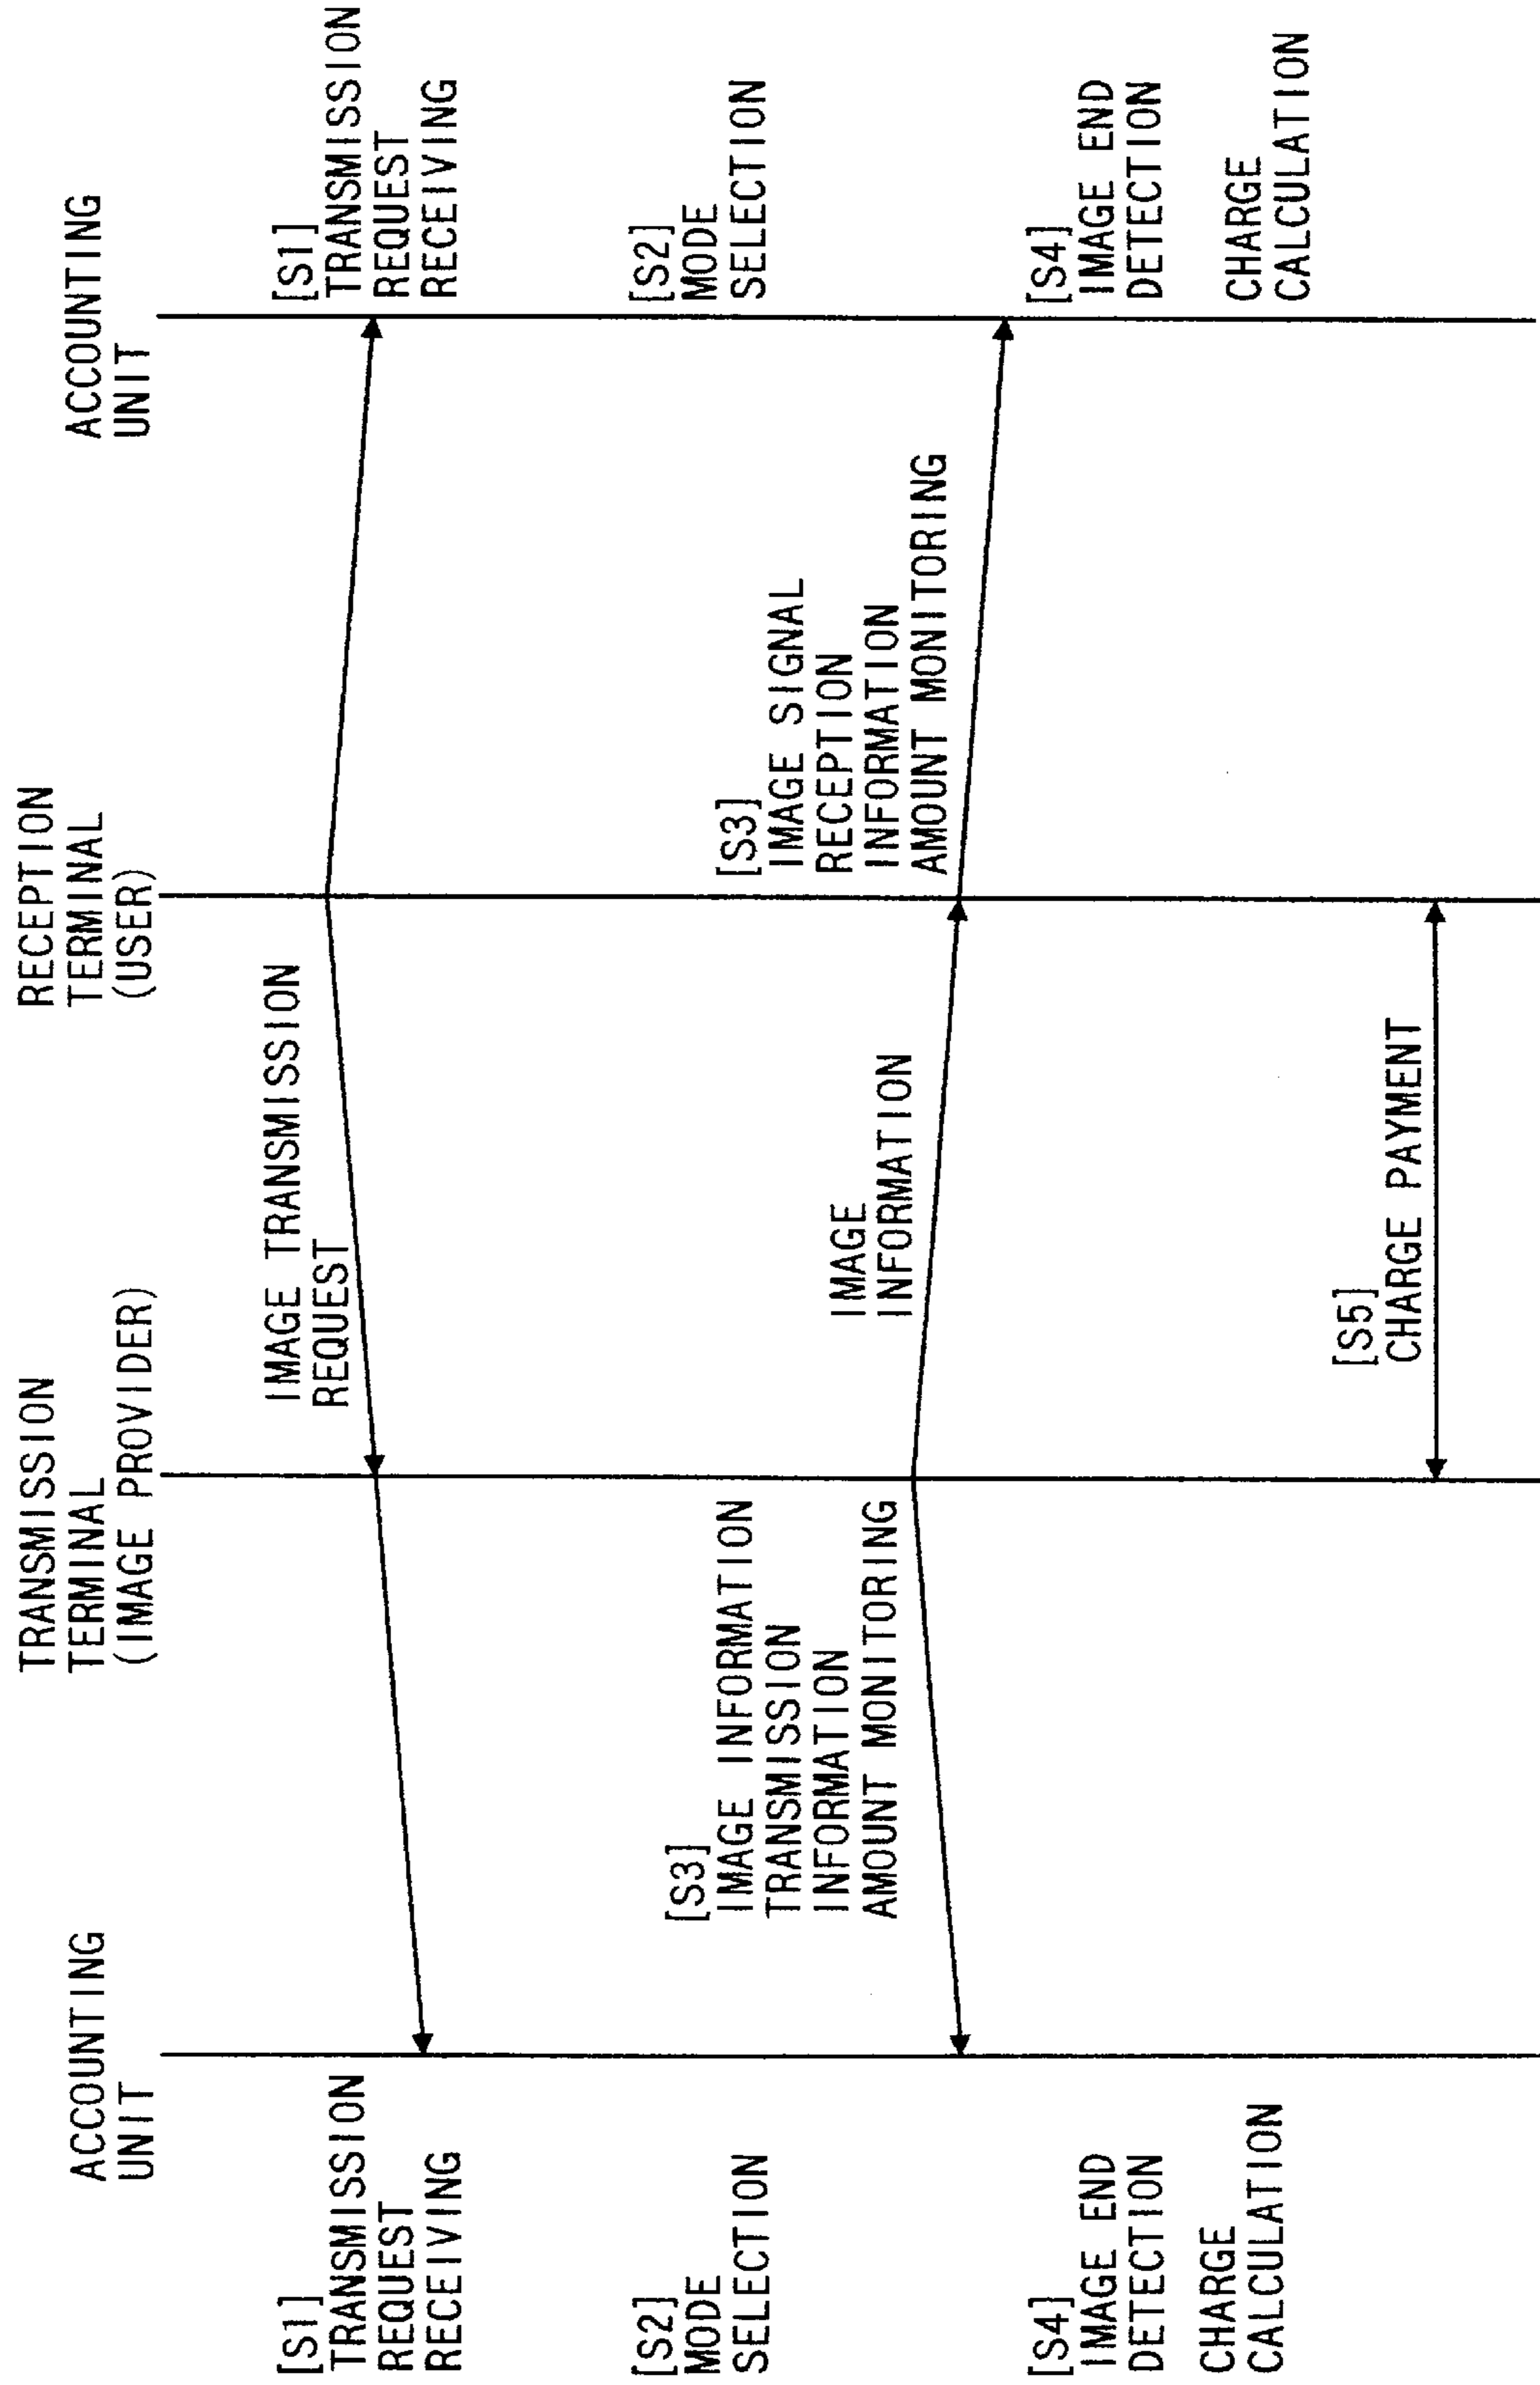 ACCOUNTING
UNIT
TRANSMISSION
TERMINAL
(IMAGE PROVIDER)
RECEPTION
TERMINAL
(USER)
ACCOUNTING
UNIT
[S1]
TRANSMISSION
REQUEST
RECEIVING
IMAGE TRANSMISSION
REQUEST
[S1]
TRANSMISSION
REQUEST
RECEIVING
[S2]
MODE
SELECTION
[S2]
MODE
SELECTION
[S3]
IMAGE INFORMATION
TRANSMISSION
INFORMATION
AMOUNT MONITORING
IMAGE
INFORMATION
[S3]
IMAGE SIGNAL
RECEPTION
INFORMATION
AMOUNT MONITORING
[S4]
IMAGE END
DETECTION
CHARGE
CALCULATION
[S4]
IMAGE END
DETECTION
CHARGE
CALCULATION
[S5]
CHARGE PAYMENT